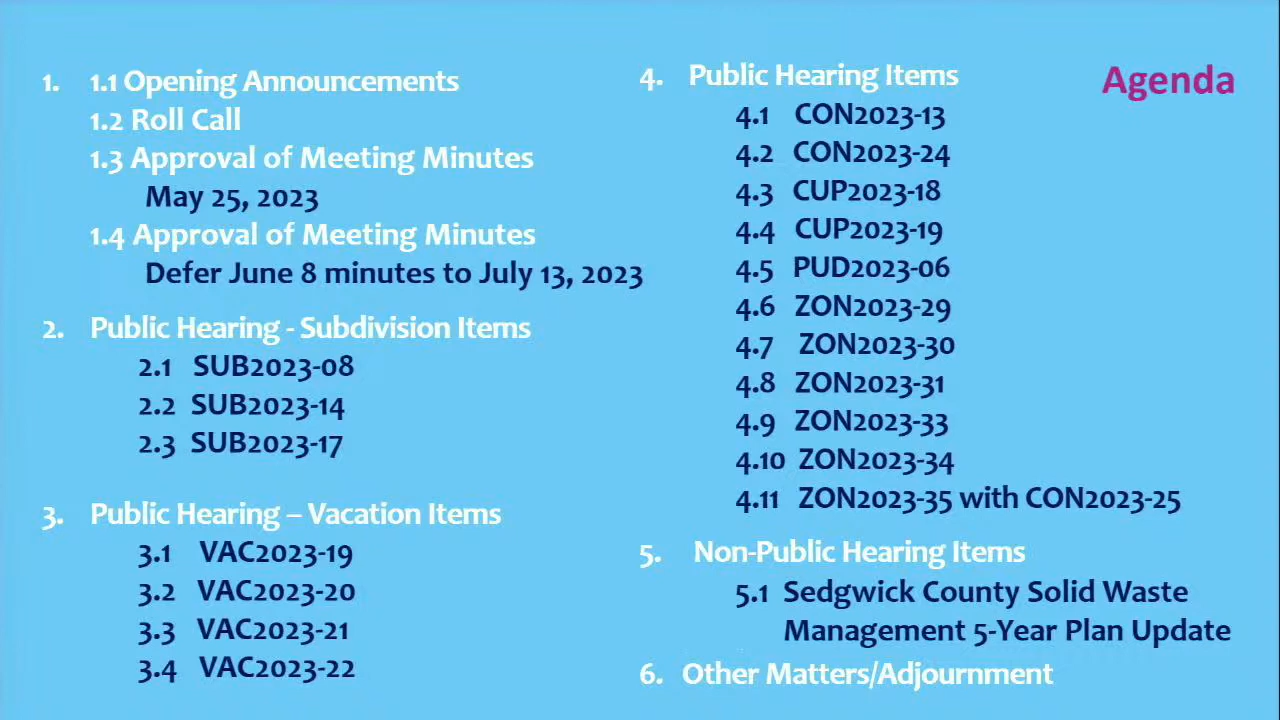 Agenda
1. 1.1 Opening Announcements
1.2 Roll Call
1.3 Approval of Meeting Minutes
May 25, 2023
1.4 Approval of Meeting Minutes
Defer June 8 minutes to July 13, 2023
2. Public Hearing - Subdivision Items
2.1 SUB2023-08
2.2 SUB2023-14
2.3 SUB2023-17
3. Public Hearing – Vacation Items
3.1 VAC2023-19
3.2 VAC2023-20
3.3 VAC2023-21
3.4 VAC2023-22
4. Public Hearing Items
4.1 CON2023-13
4.2 CON2023-24
4.3 CUP2023-18
4.4 CUP2023-19
4.5 PUD2023-06
4.6 ZON2023-29
4.7 ZON2023-30
4.8 ZON2023-31
4.9 ZON2023-33
4.10 ZON2023-34
4.11 ZON2023-35 with CON2023-25
5. Non-Public Hearing Items
5.1 Sedgwick County Solid Waste
Management 5-Year Plan Update
6. Other Matters/Adjournment